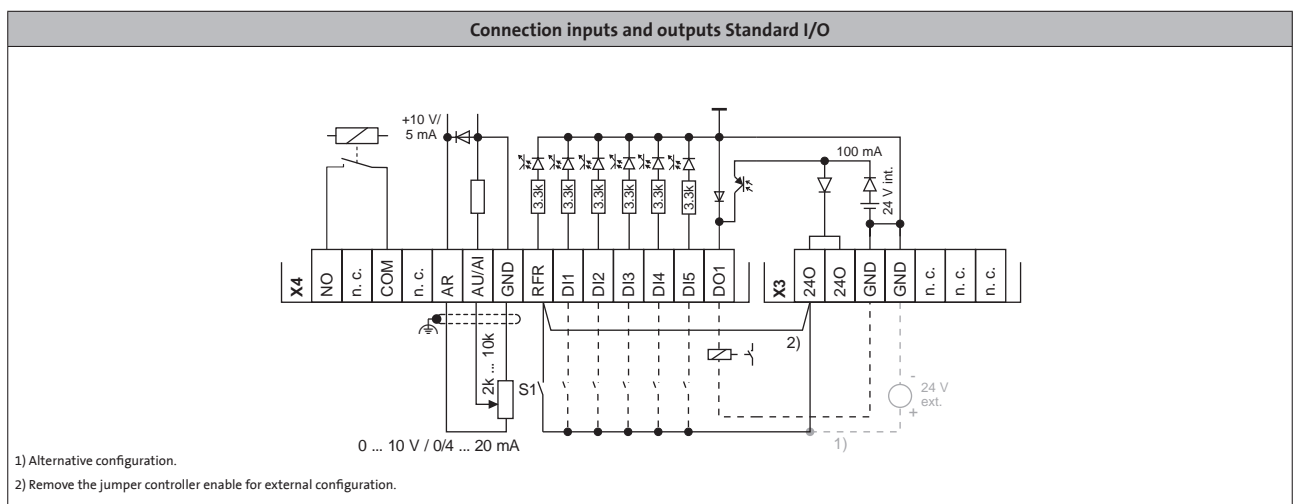 Connection inputs and outputs Standard I/O
+10 V/
5 mA
100 mA
24 V int.
3.3k
3.3k
3.3k
3.3k
3.3k
3.3k
X4
NO
n. c.
COM
n. c.
AR
AU/AI
GND
RFR
DI1
DI2
DI3
DI4
DI5
DO1
X3
24O
24O
GND
GND
n. c.
n. c.
n. c.
2k ... 10k
S1
2)
24 V
ext.
-
+
1)
0 ... 10 V / 0/4 ... 20 mA
1) Alternative configuration.
2) Remove the jumper controller enable for external configuration.